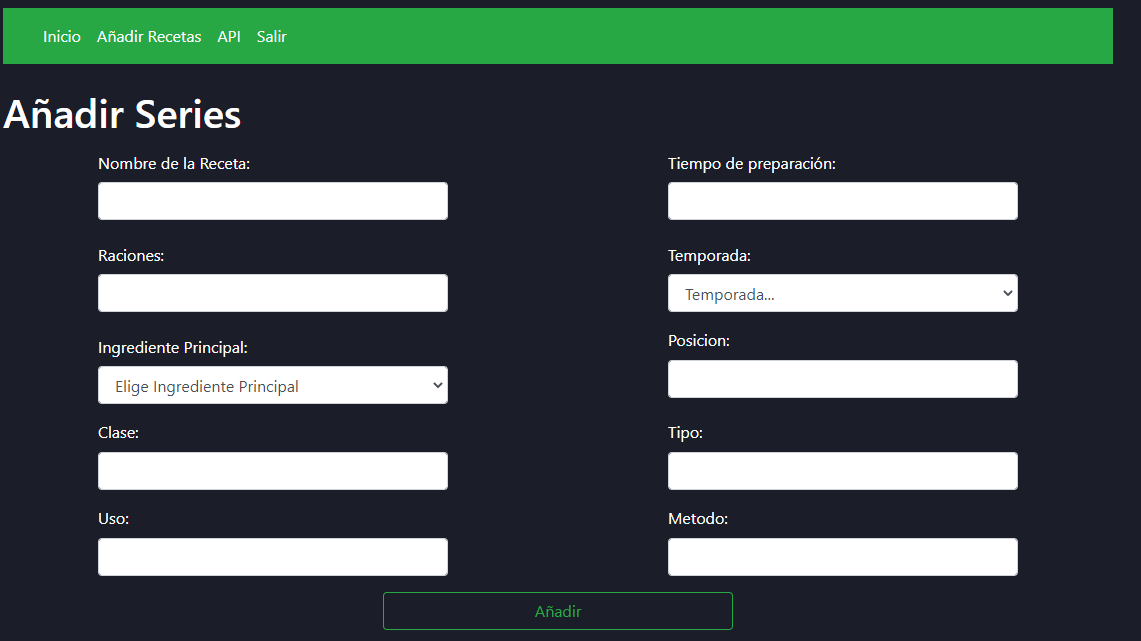 Inicio Añadir Recetas API Salir
Añadir Series
Nombre de la Receta: Tiempo de preparación:
Raciones: Temporada:
Temporada...
Ingrediente Principal: Posicion:
Elige Ingrediente Principal
Clase: Tipo:
Uso: Metodo:
Añadir